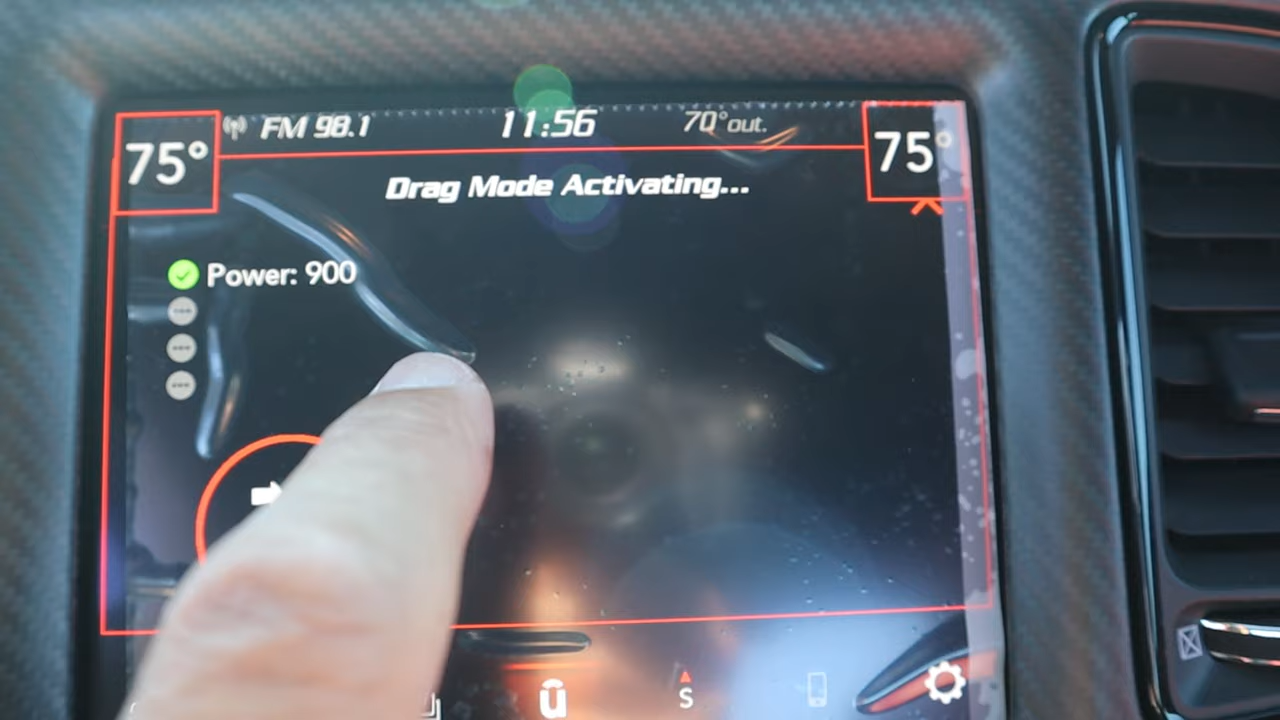 75° FM 98.1 11:56 70° out. 75°
Drag Mode Activating...
Power: 900
S